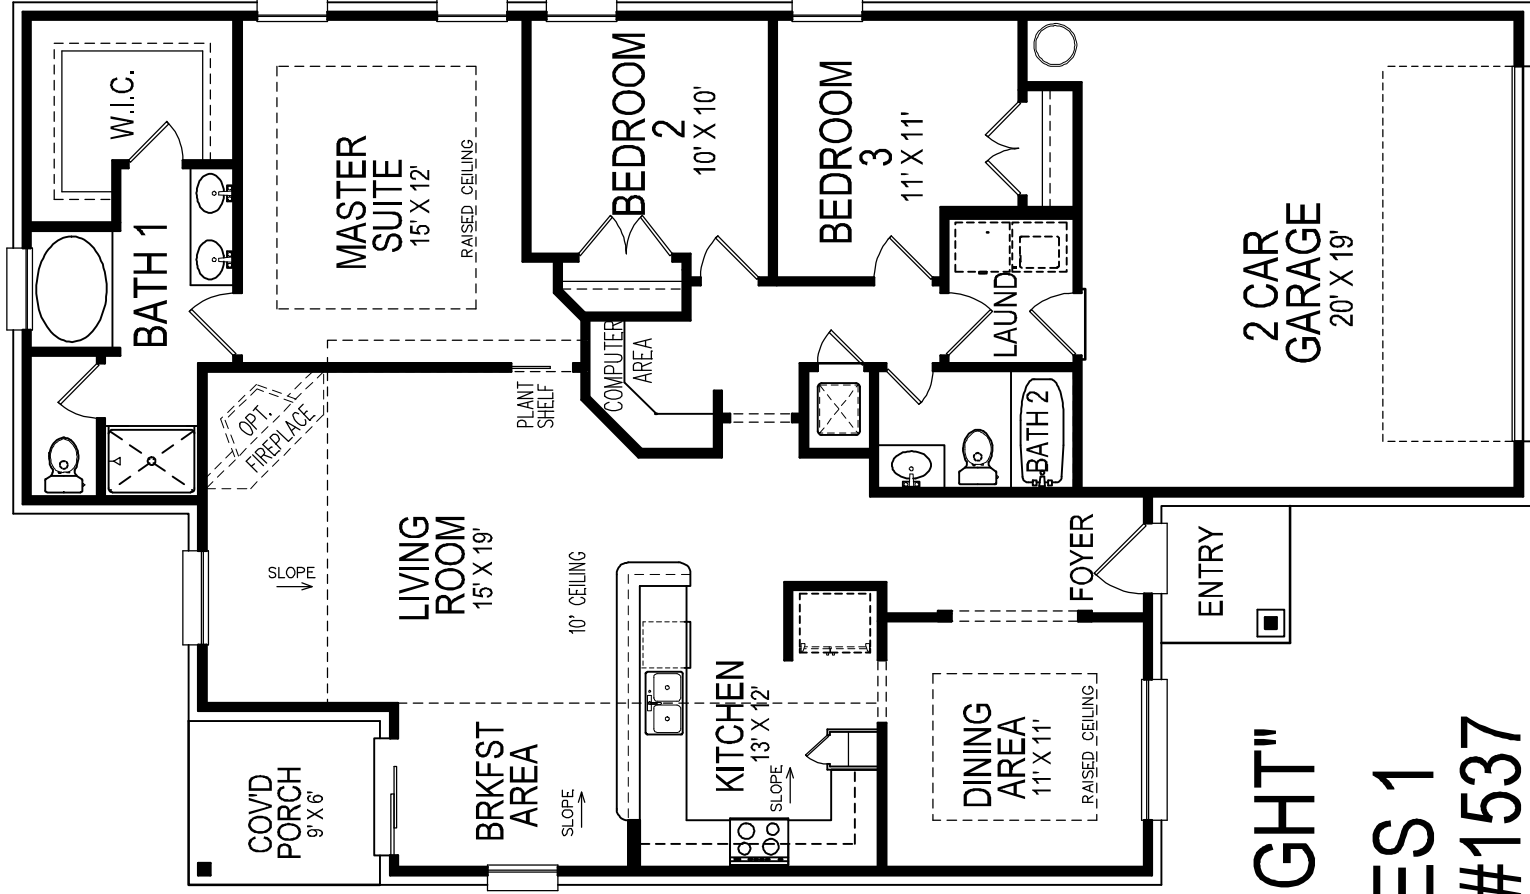 W.I.C.
BATH 1
MASTER
SUITE
15' X 12'
RAISED CEILING
BEDROOM
2
10' X 10'
BEDROOM
3
11' X 11'
2 CAR
GARAGE
20' X 19'
LAUND
COMPUTER
AREA
PLANT
SHELF
OPT.
FIREPLACE
BATH 2
LIVING
ROOM
15' X 19'
SLOPE
10' CEILING
FOYER
ENTRY
KITCHEN
13' X 12'
SLOPE
BRKFST
AREA
SLOPE
COV'D
PORCH
9' X 6'
DINING
AREA
11' X 11'
RAISED CEILING
GHT"
ES 1
#1537